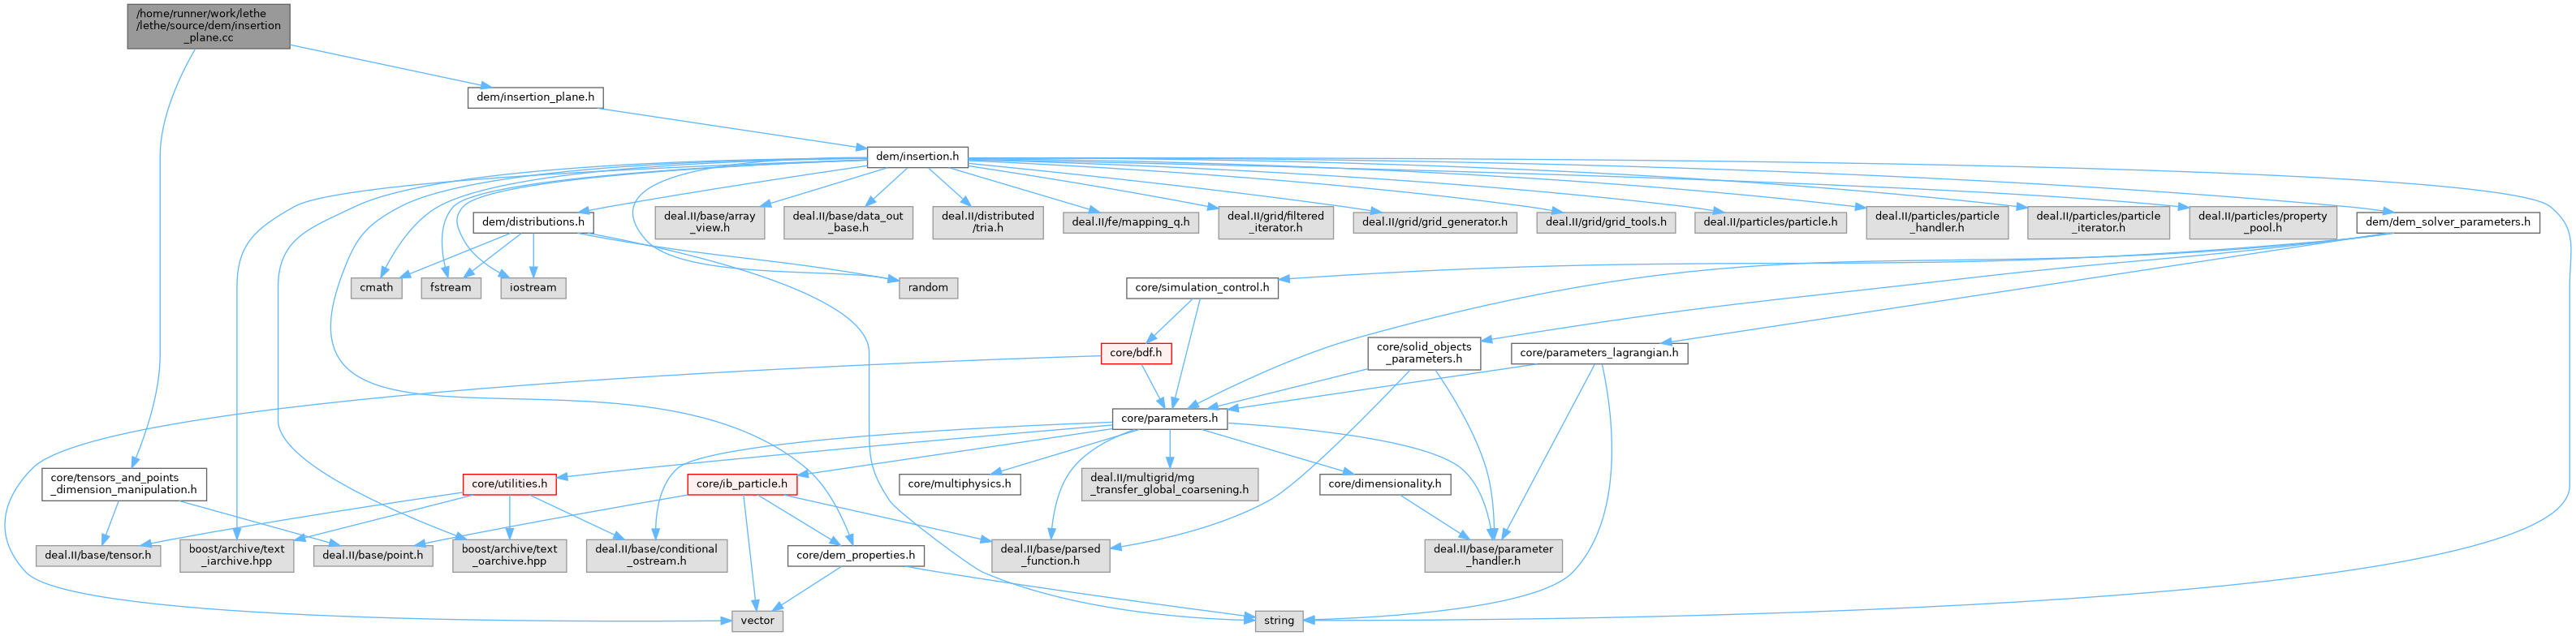 /home/runner/work/lethe
/lethe/source/dem/insertion
_plane.cc
dem/insertion_plane.h
dem/insertion.h
dem/distributions.h
deal.II/base/array
_view.h
deal.II/base/data_out
_base.h
deal.II/distributed
/tria.h
deal.II/fe/mapping_q.h
deal.II/grid/filtered
_iterator.h
deal.II/grid/grid_generator.h
deal.II/grid/grid_tools.h
deal.II/particles/particle.h
deal.II/particles/particle
_handler.h
deal.II/particles/particle
_iterator.h
deal.II/particles/property
_pool.h
dem/dem_solver_parameters.h
cmath
fstream
iostream
random
core/simulation_control.h
core/bdf.h
core/solid_objects
_parameters.h
core/parameters_lagrangian.h
core/parameters.h
core/tensors_and_points
_dimension_manipulation.h
core/utilities.h
core/ib_particle.h
core/multiphysics.h
deal.II/multigrid/mg
_transfer_global_coarsening.h
core/dimensionality.h
deal.II/base/tensor.h
boost/archive/text
_iarchive.hpp
deal.II/base/point.h
boost/archive/text
_oarchive.hpp
deal.II/base/conditional
_ostream.h
core/dem_properties.h
deal.II/base/parsed
_function.h
deal.II/base/parameter
_handler.h
vector
string